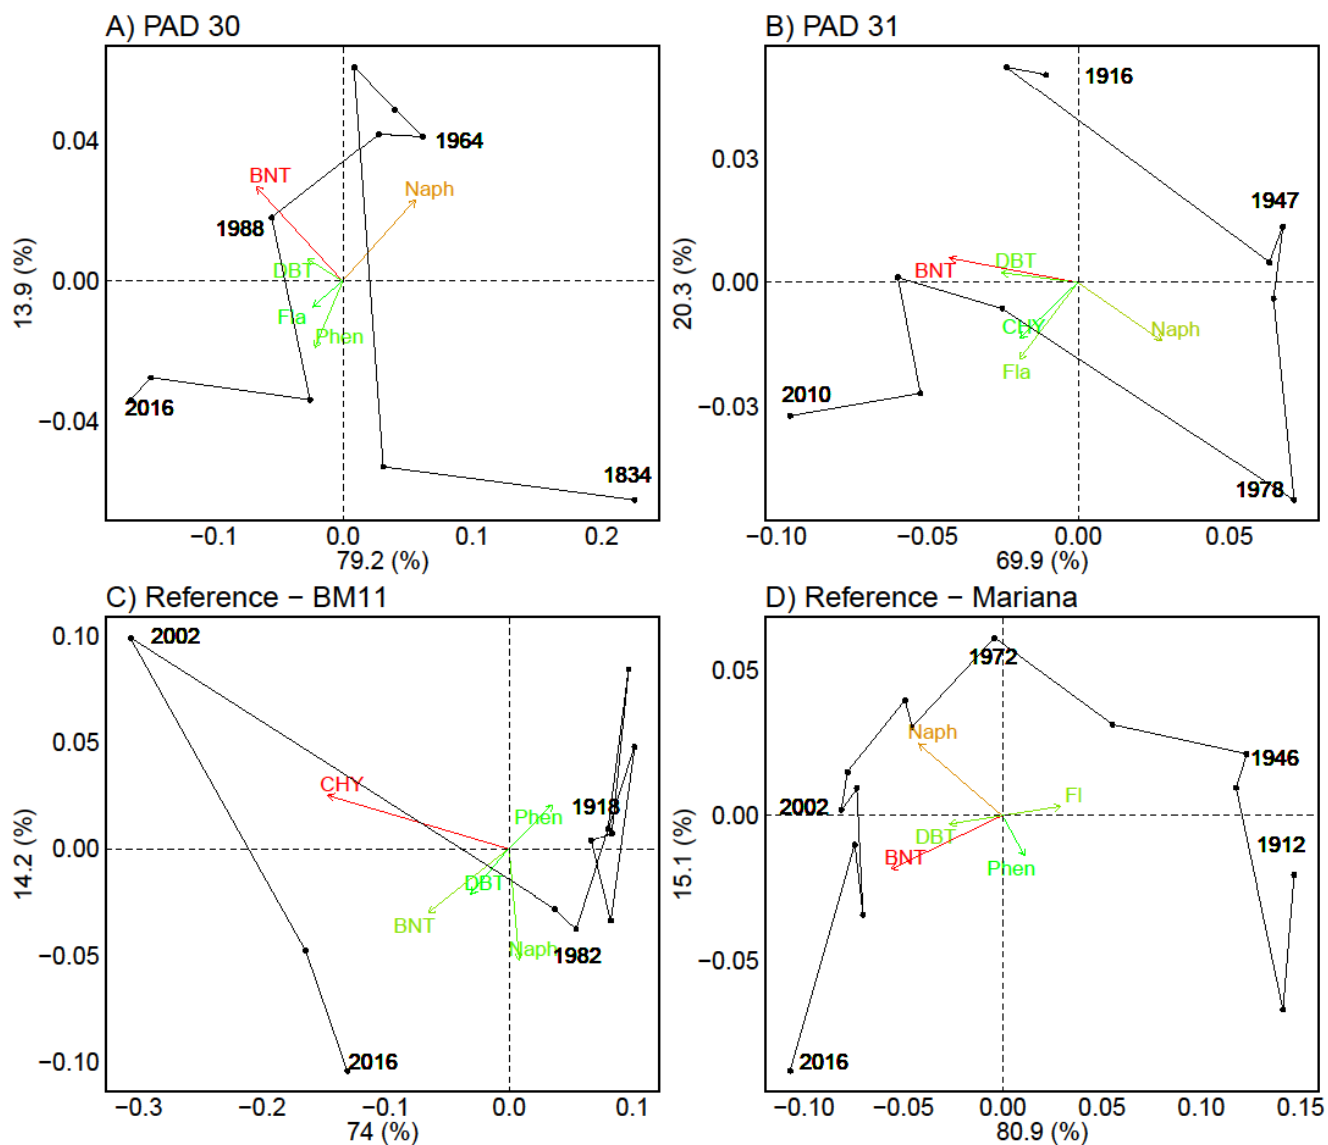 A) PAD 30
0.04
0.00
−0.04
13.9 (%)
1964
BNT
Naph
1988
DBT
Fla
Phen
2016
1834
−0.1
0.0
0.1
0.2
79.2 (%)
B) PAD 31
0.03
0.00
−0.03
20.3 (%)
1916
1947
BNT
DBT
CHY
Naph
Fla
2010
1978
−0.10
−0.05
0.00
0.05
69.9 (%)
C) Reference − BM11
0.10
0.05
0.00
−0.05
−0.10
14.2 (%)
2002
CHY
Phen
1918
DBT
BNT
Naph
1982
2016
−0.3
−0.2
−0.1
0.0
0.1
74 (%)
D) Reference − Mariana
0.05
0.00
−0.05
15.1 (%)
1972
Naph
1946
2002
Fl
DBT
BNT
Phen
1912
2016
−0.10
−0.05
0.00
0.05
0.10
0.15
80.9 (%)